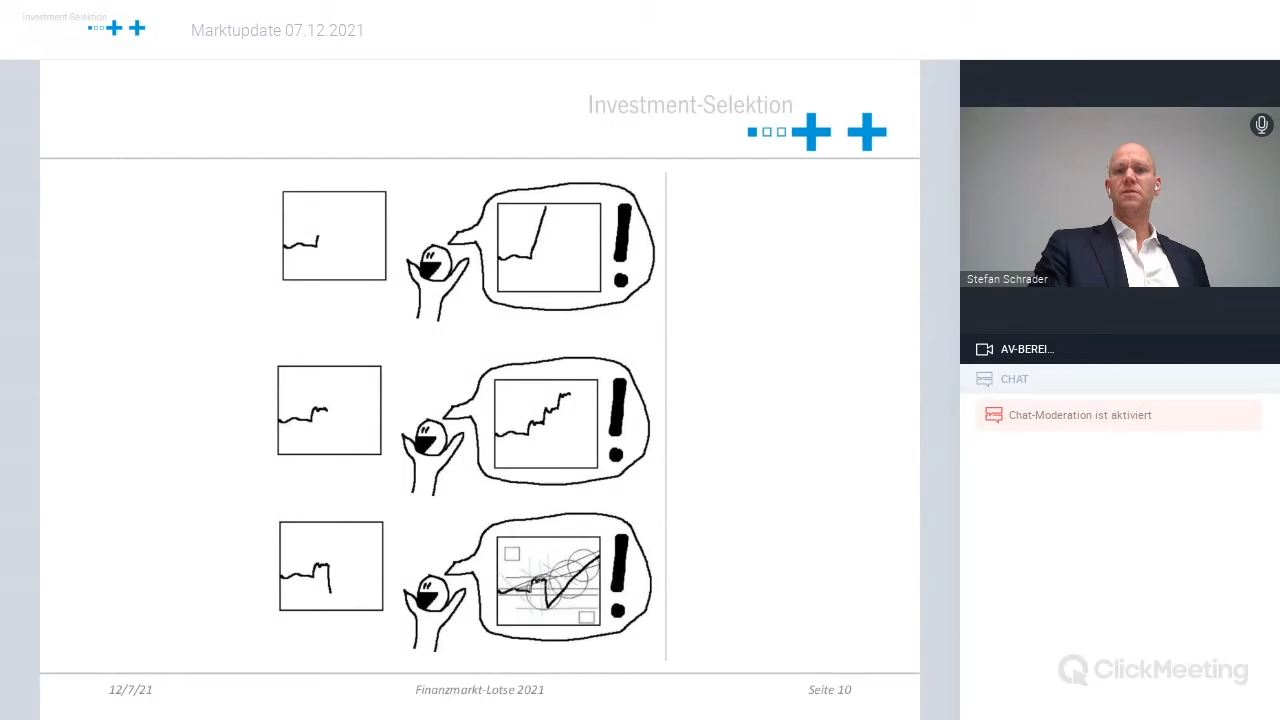 Investment-Selektion
Marktupdate 07.12.2021
Investment-Selektion
Stefan Schrader
AV-BEREI...
CHAT
Chat-Moderation ist aktiviert
12/7/21
Finanzmarkt-Lotse 2021
Seite 10
ClickMeeting